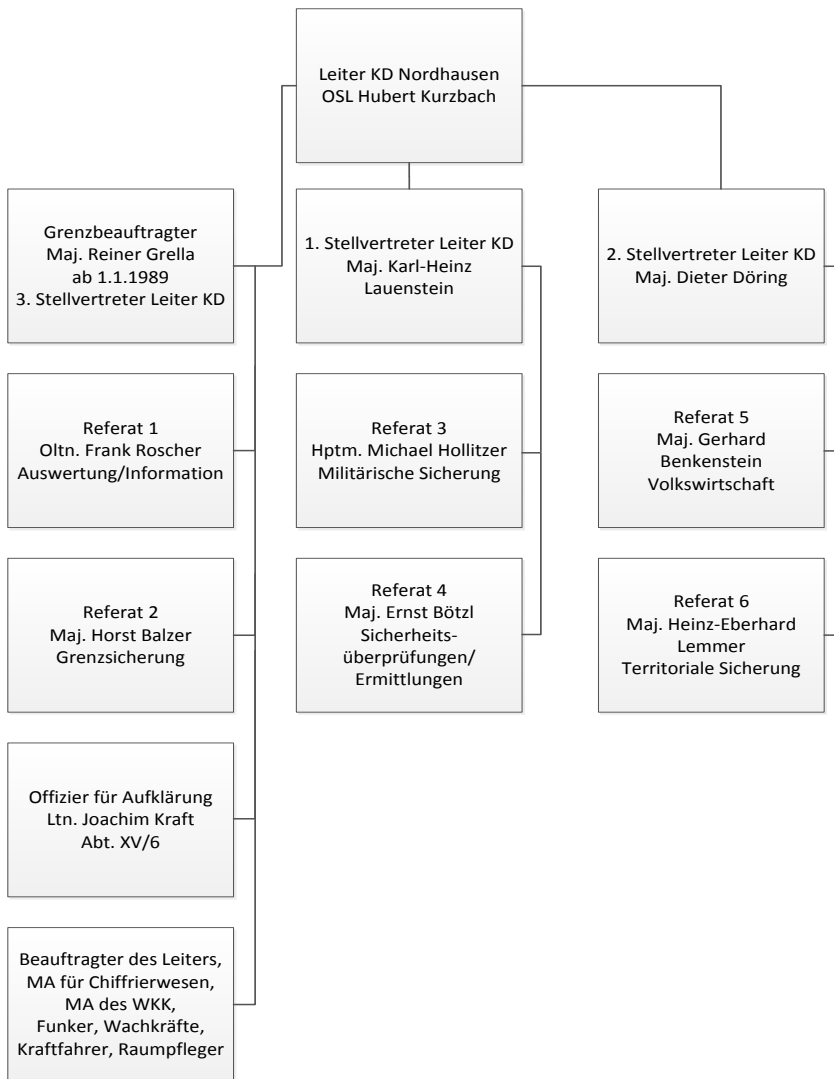 Leiter KD Nordhausen
OSL Hubert Kurzbach
Grenzbeauftragter
Maj. Reiner Grella
ab 1.1.1989
3. Stellvertreter Leiter KD
1. Stellvertreter Leiter KD
Maj. Karl-Heinz
Lauenstein
2. Stellvertreter Leiter KD
Maj. Dieter Döring
Referat 1
Oltn. Frank Roscher
Auswertung/Information
Referat 3
Hptm. Michael Hollitzer
Militärische Sicherung
Referat 5
Maj. Gerhard
Benkenstein
Volkswirtschaft
Referat 2
Maj. Horst Balzer
Grenzsicherung
Referat 4
Maj. Ernst Bötzl
Sicherheits-
überprüfungen/
Ermittlungen
Referat 6
Maj. Heinz-Eberhard
Lemmer
Territoriale Sicherung
Offizier für Aufklärung
Ltn. Joachim Kraft
Abt. XV/6
Beauftragter des Leiters,
MA für Chiffrierwesen,
MA des WKK,
Funker, Wachkräfte,
Kraftfahrer, Raumpfleger